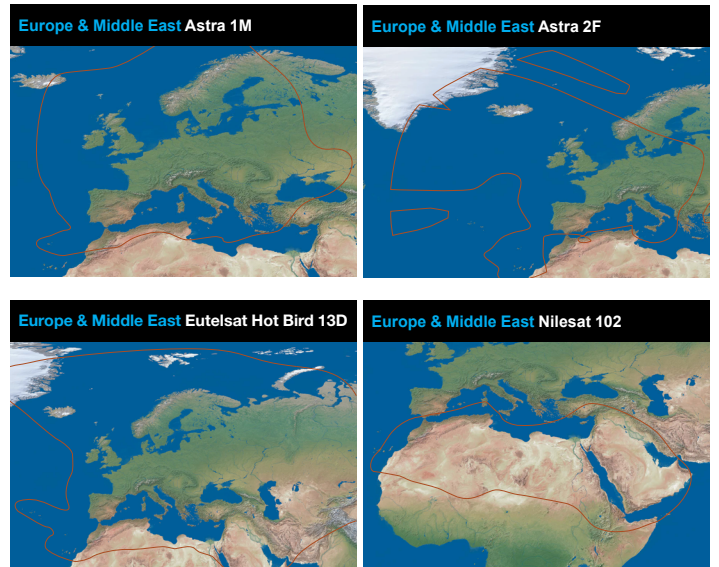 Europe & Middle East Astra 1M
Europe & Middle East Astra 2F
Europe & Middle East Eutelsat Hot Bird 13D
Europe & Middle East Nilesat 102